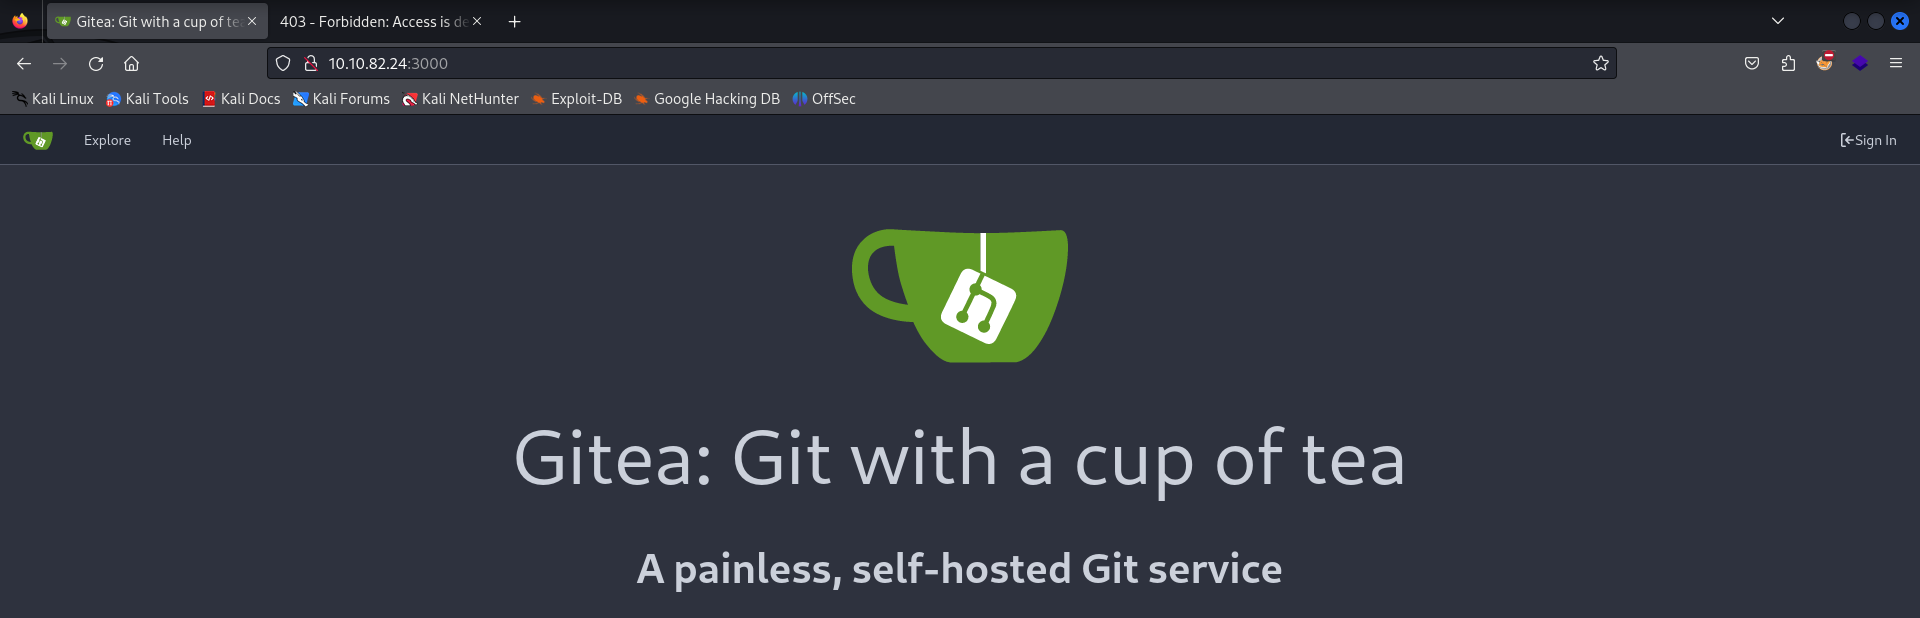 Gitea: Git with a cup of te
403 - Forbidden: Access is de
10.10.82.24:3000
Kali Linux Kali Tools Kali Docs Kali Forums Kali NetHunter Exploit-DB Google Hacking DB OffSec
Explore Help Sign In
Gitea: Git with a cup of tea
A painless, self-hosted Git service